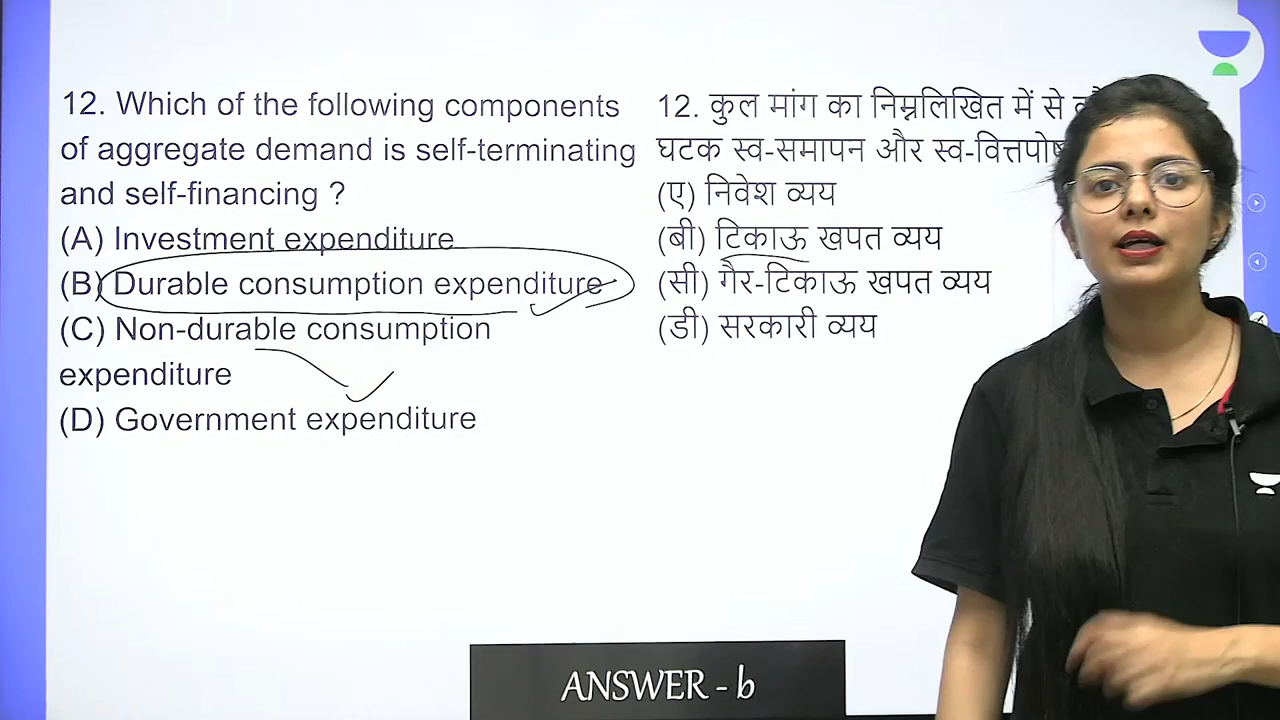 12. Which of the following components
of aggregate demand is self-terminating
and self-financing ?
(A) Investment expenditure
(B) Durable consumption expenditure
(C) Non-durable consumption
expenditure
(D) Government expenditure
12. कुल मांग का निम्नलिखित में से
घटक स्व-समापन और
(ए) निवेश व्यय
(बी) टिकाऊ खपत व्यय
(सी) गैर-टिकाऊ खपत व्यय
(डी) सरकारी व्यय
ANSWER - b